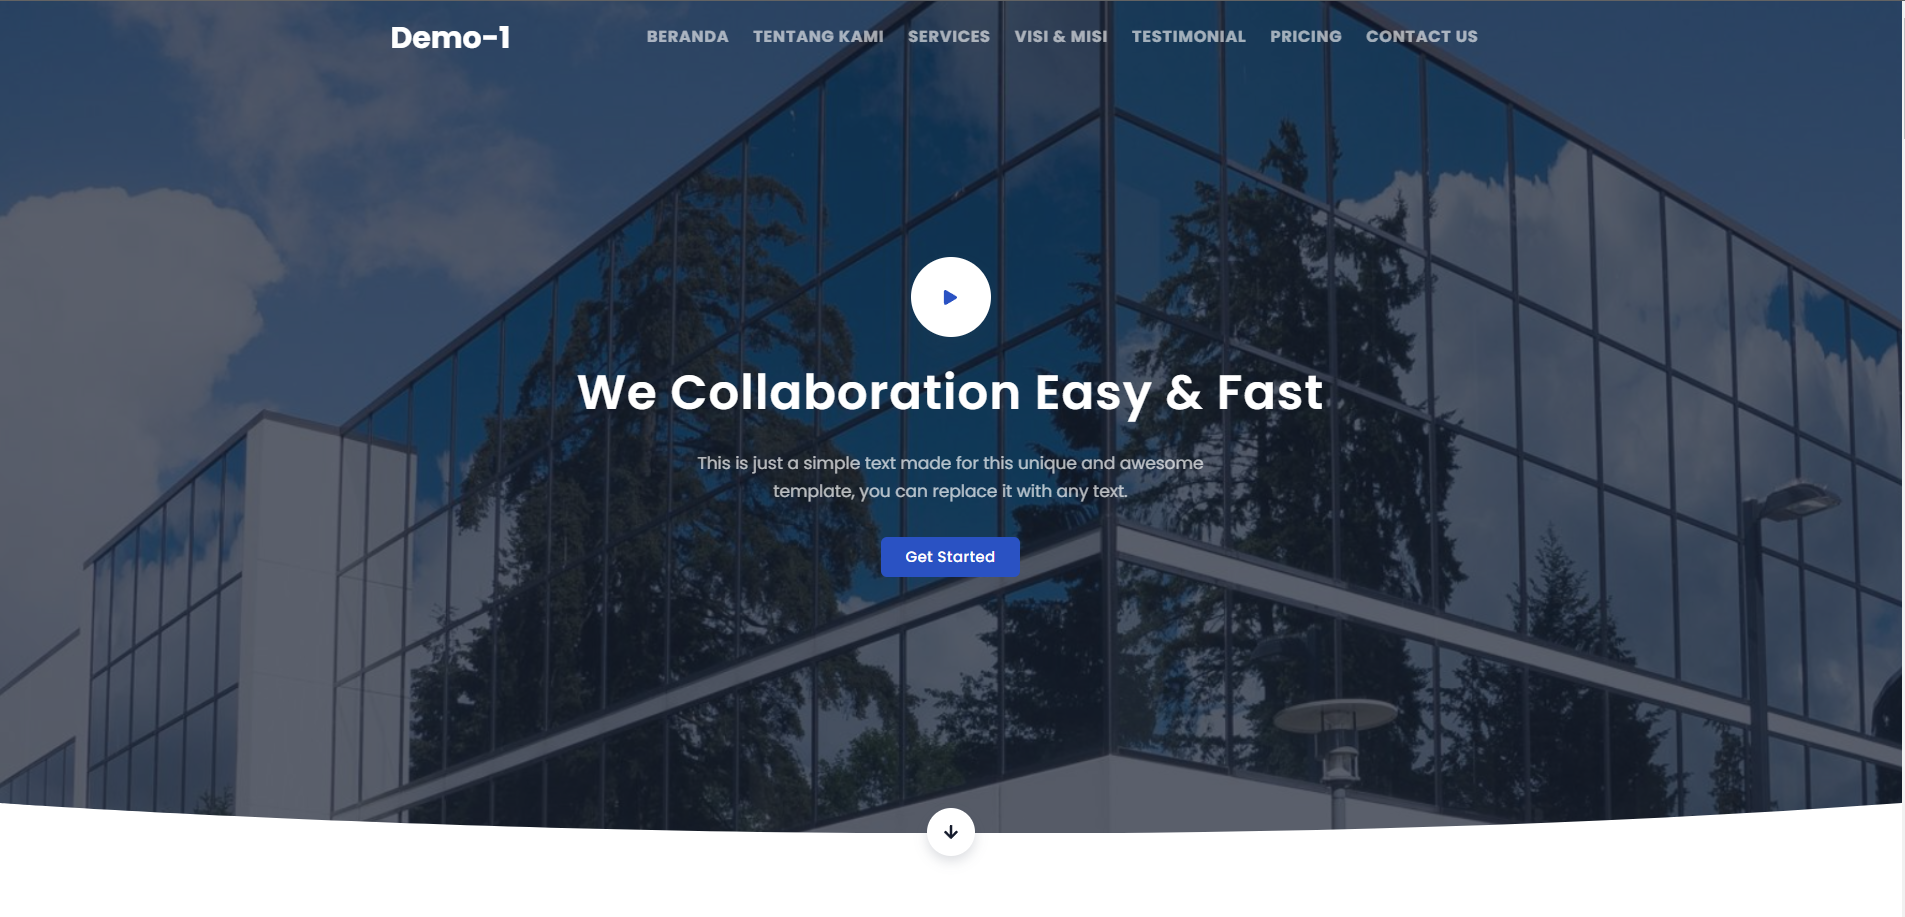 Demo-1
BERANDA TENTANG KAMI SERVICES VISI & MISI TESTIMONIAL PRICING CONTACT US
We Collaboration Easy & Fast
This is just a simple text made for this unique and awesome
template, you can replace it with any text.
Get Started